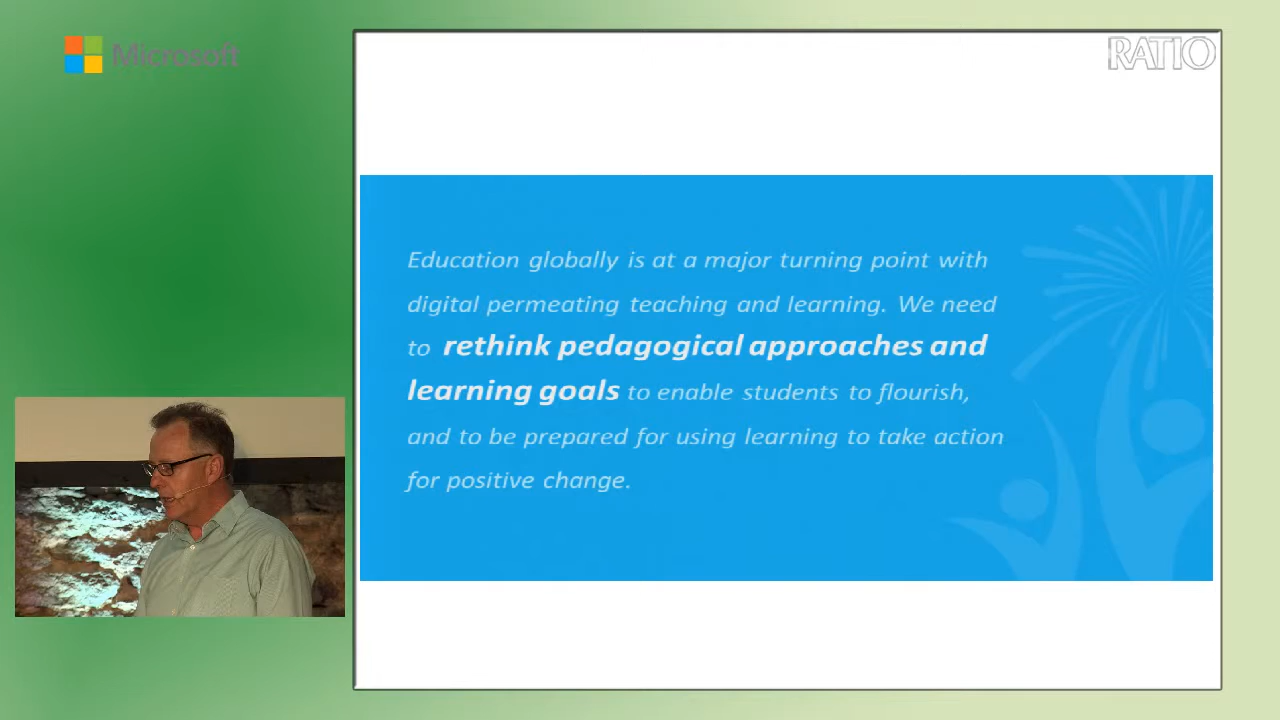 Microsoft
RATIO
Education globally is at a major turning point with
digital permeating teaching and learning. We need
to rethink pedagogical approaches and
learning goals to enable students to flourish,
and to be prepared for using learning to take action
for positive change.